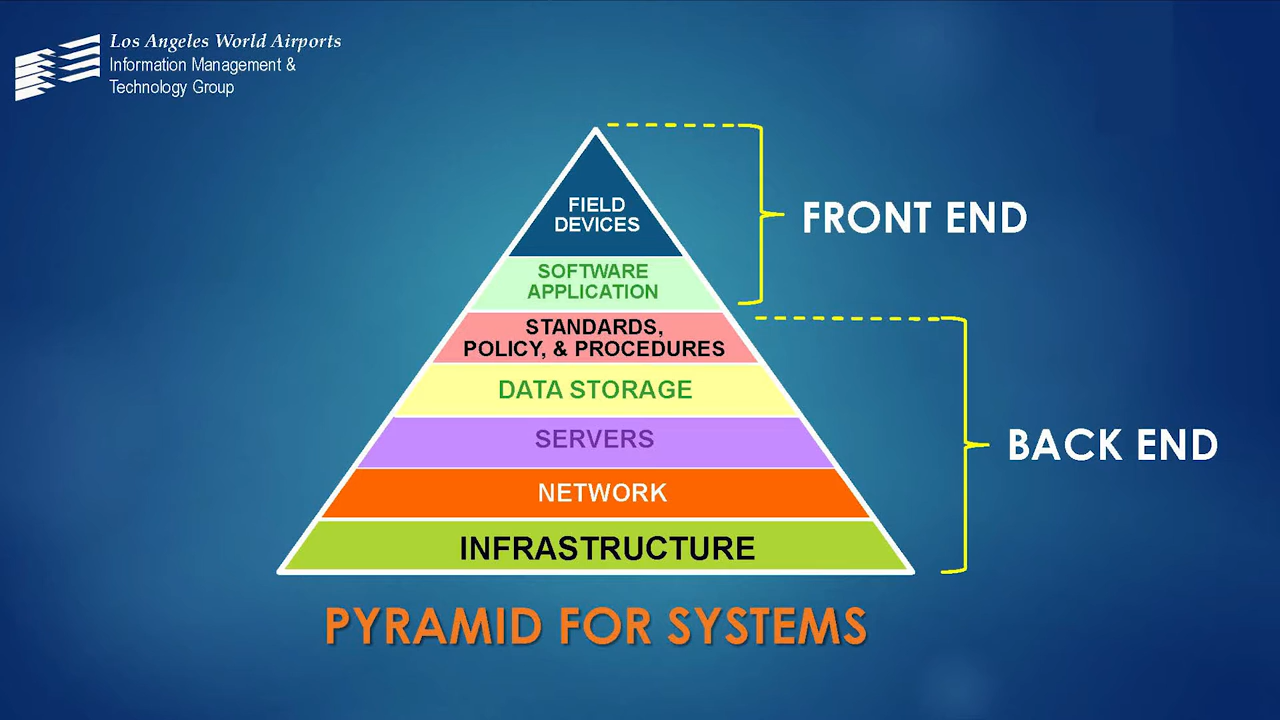 Los Angeles World Airports
Information Management &
Technology Group
FIELD
DEVICES
FRONT END
SOFTWARE
APPLICATION
STANDARDS,
POLICY, & PROCEDURES
DATA STORAGE
SERVERS
BACK END
NETWORK
INFRASTRUCTURE
PYRAMID FOR SYSTEMS